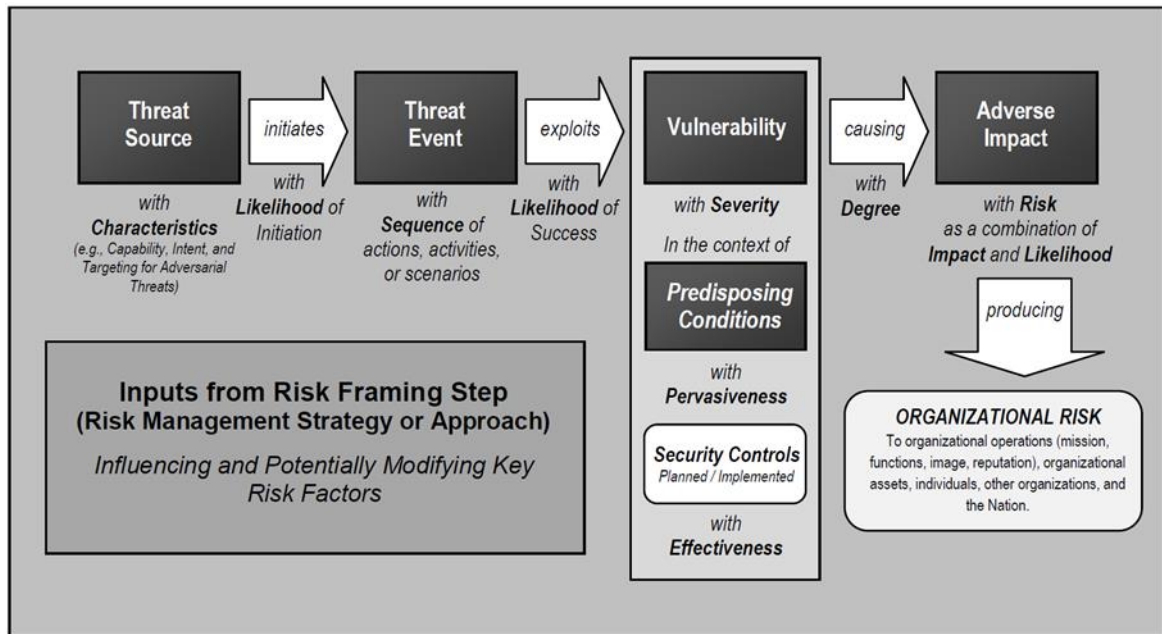 Threat
Source
initiates
Threat
Event
exploits
Vulnerability
causing
Adverse
Impact
with
Characteristics
(e.g., Capability, Intent, and
Targeting for Adversarial
Threats)
with
Likelihood of
Initiation
with
Sequence of
actions, activities,
or scenarios
with
Likelihood of
Success
with Severity
In the context of
Predisposing
Conditions
with
Pervasiveness
Security Controls
Planned / Implemented
with
Effectiveness
with
Degree
with Risk
as a combination of
Impact and Likelihood
producing
ORGANIZATIONAL RISK
To organizational operations (mission,
functions, image, reputation), organizational
assets, individuals, other organizations, and
the Nation.
Inputs from Risk Framing Step
(Risk Management Strategy or Approach)
Influencing and Potentially Modifying Key
Risk Factors